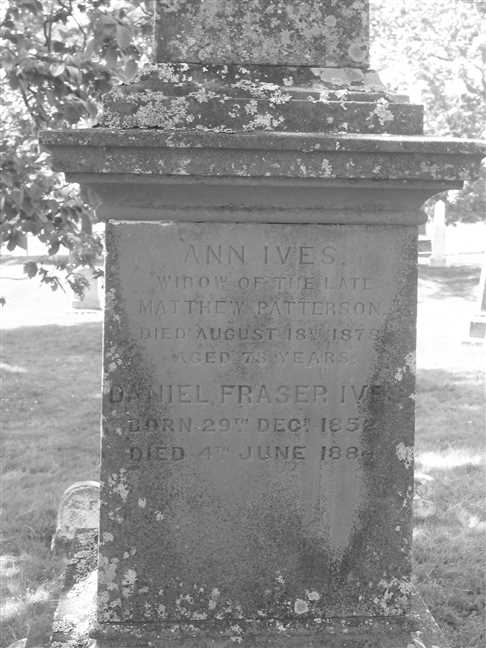 ANN IVES.
WIDOW OF THE LATE
MATTHEW PATTERSON,
DIED AUGUST 18TH 1879
AGED 73 YEARS.
DANIEL FRASER IVES
BORN 29TH DECR 1852
DIED 4TH JUNE